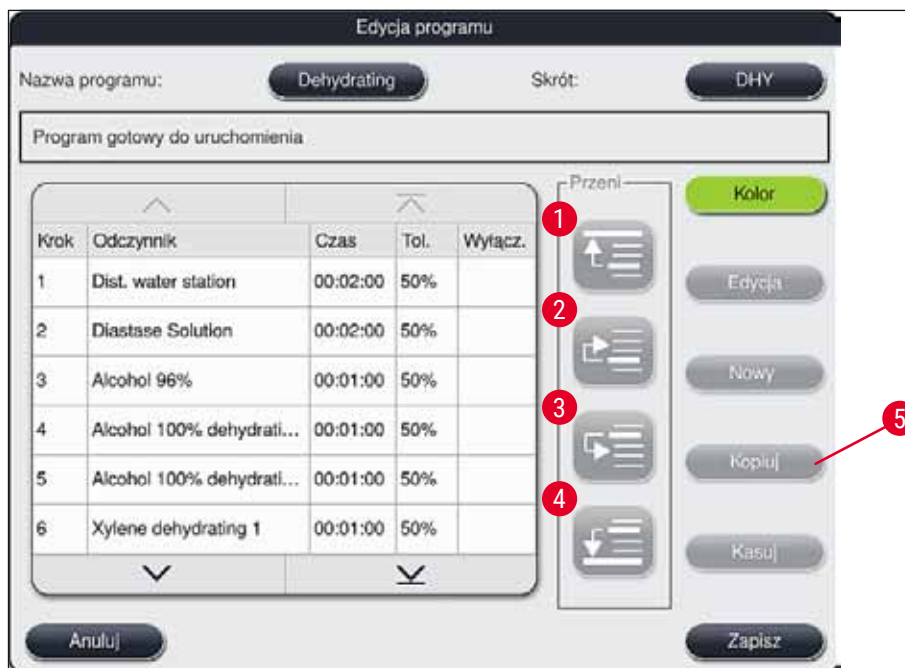 Edycja programu
Nazwa programu: Dehydrating Skrót: DHY
Program gotowy do uruchomienia
Przeni
Kolor
1
Krok Odczynnik Czas Tol. Wyłącz.
1 Dist. water station 00:02:00 50%
Edycja
2
2 Diastase Solution 00:02:00 50%
3 Alcohol 96% 00:01:00 50%
Nowy
3
4 Alcohol 100% dehydrati... 00:01:00 50%
5
5 Alcohol 100% dehydrati... 00:01:00 50%
Kopiuj
4
6 Xylene dehydrating 1 00:01:00 50%
Kasuj
Anuluj Zapisz